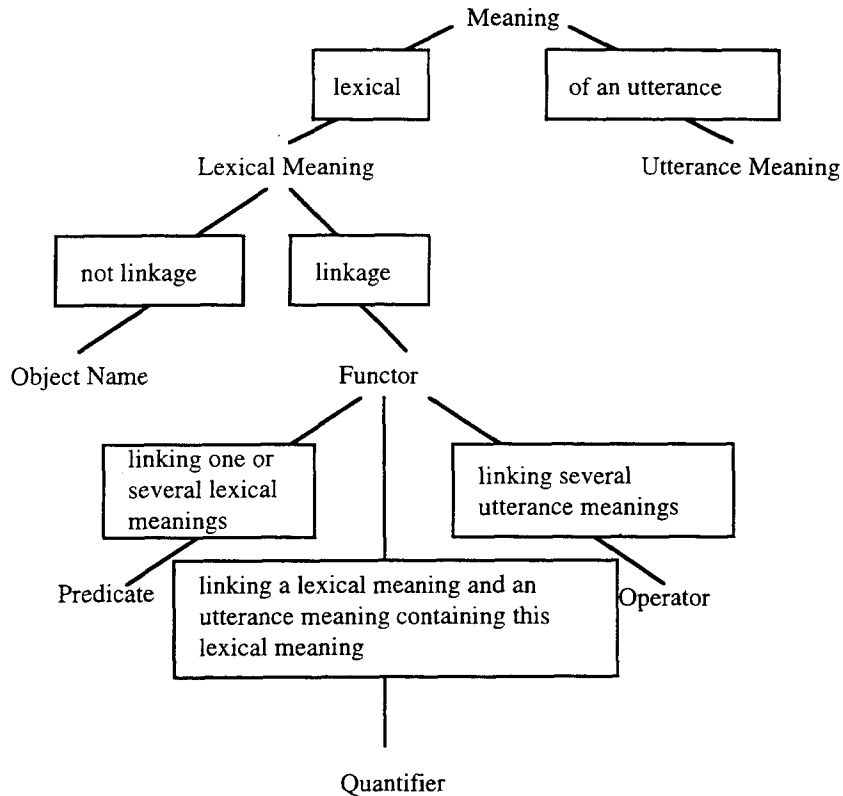 Meaning
lexical
of an utterance
Lexical Meaning
Utterance Meaning
not linkage
linkage
Object Name
Functor
linking one or
several lexical
meanings
linking several
utterance meanings
Predicate
linking a lexical meaning and an
utterance meaning containing this
lexical meaning
Operator
Quantifier